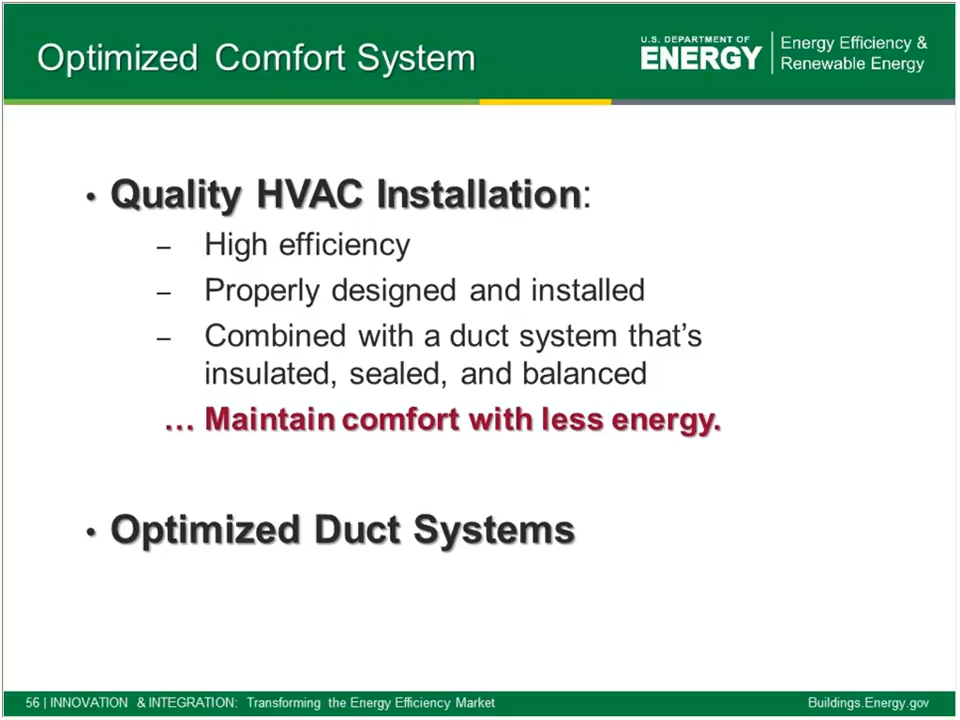 Optimized Comfort System
U.S. DEPARTMENT OF
ENERGY
Energy Efficiency &
Renewable Energy
• Quality HVAC Installation:
– High efficiency
– Properly designed and installed
– Combined with a duct system that’s
insulated, sealed, and balanced
… Maintain comfort with less energy.
• Optimized Duct Systems
56 | INNOVATION & INTEGRATION: Transforming the Energy Efficiency Market
Buildings.Energy.gov